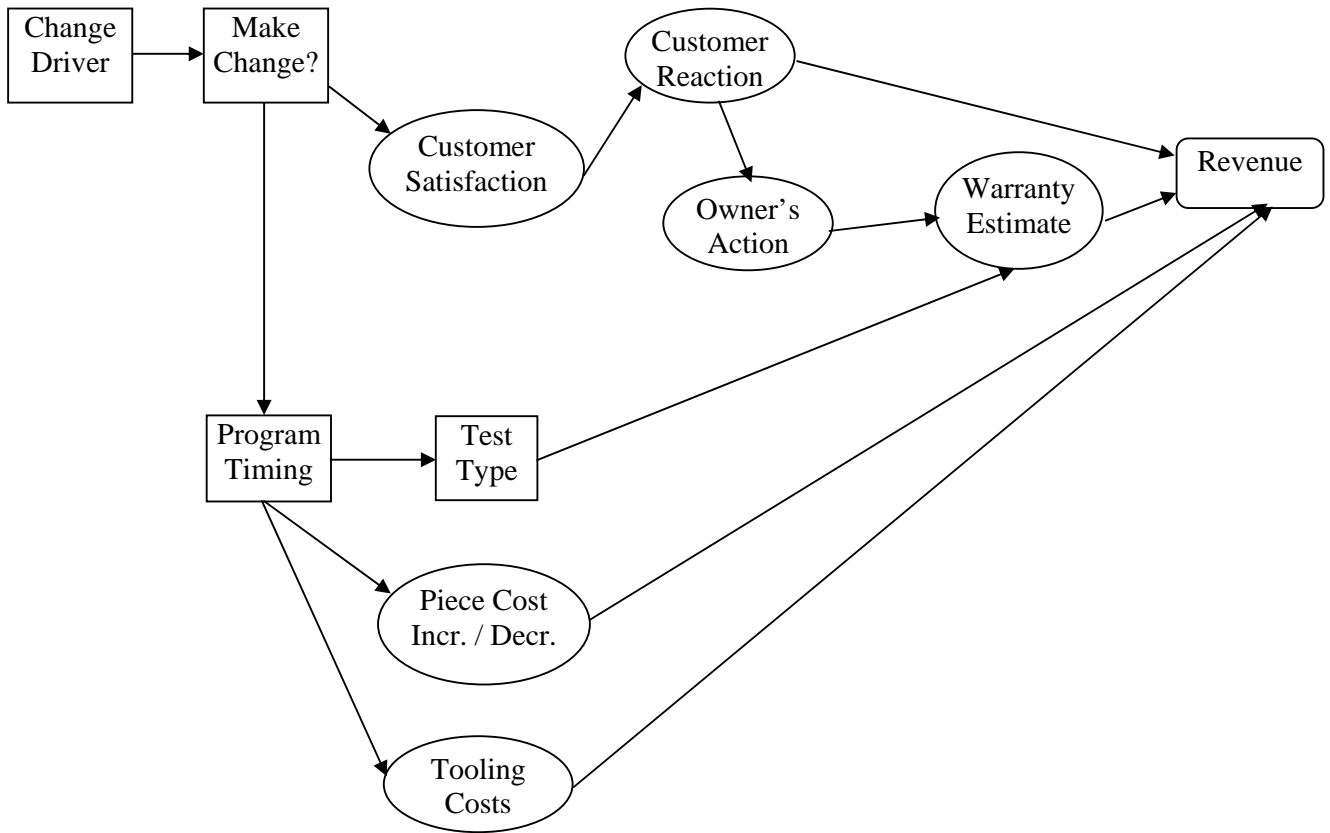 Change
Driver
Make
Change?
Customer
Satisfaction
Customer
Reaction
Owner’s
Action
Warranty
Estimate
Revenue
Program
Timing
Test
Type
Piece Cost
Incr. / Decr.
Tooling
Costs